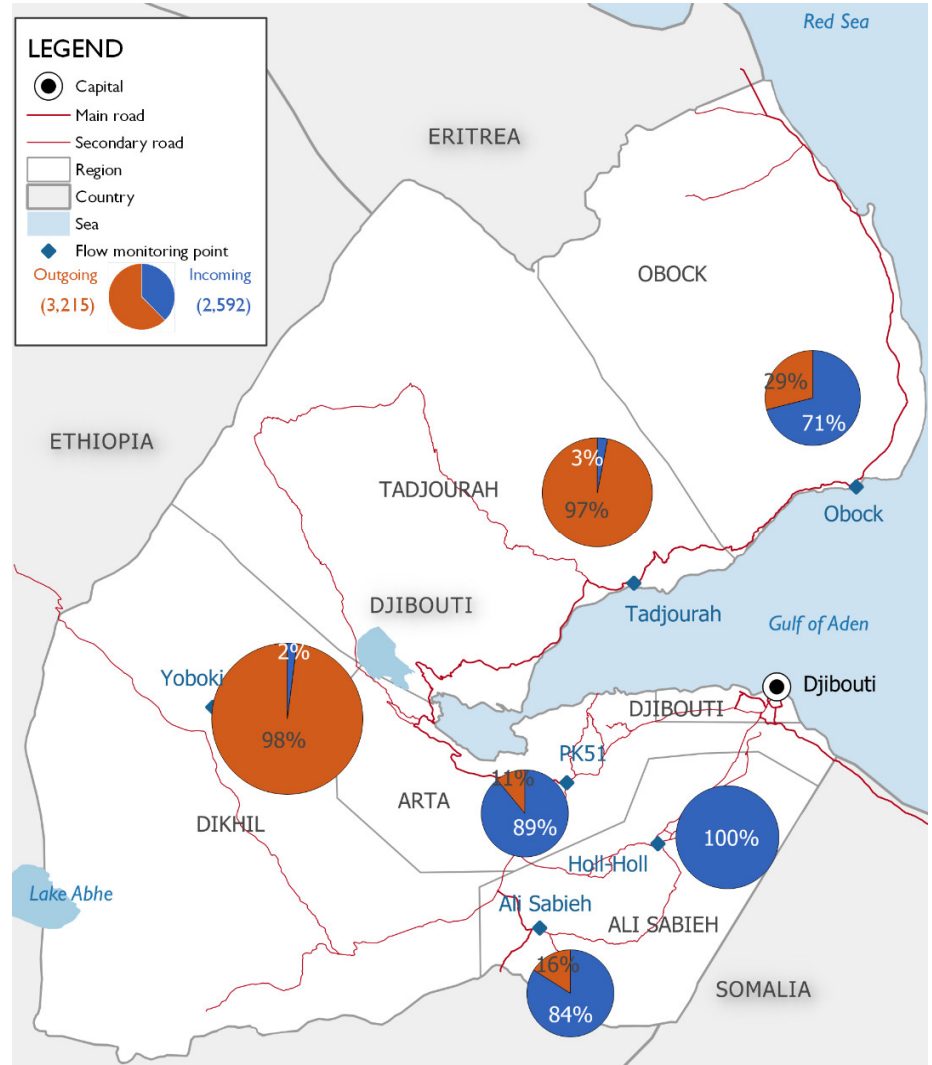 Red Sea
LEGEND
Capital
Main road
Secondary road
Region
Country
Sea
Flow monitoring point
Outgoing
Incoming
(3,215)
(2,592)
ERITREA
OBOCK
29%
71%
ETHIOPIA
3%
TADJOURAH
97%
Obock
DJIBOUTI
Tadjourah
Gulf of Aden
2%
Yoboki
98%
Djibouti
DJIBOUTI
PK51
11%
ARTA
89%
DIKHIL
100%
Holl-Holl
Lake Abhe
Ali Sabieh
ALI SABIEH
16%
84%
SOMALIA